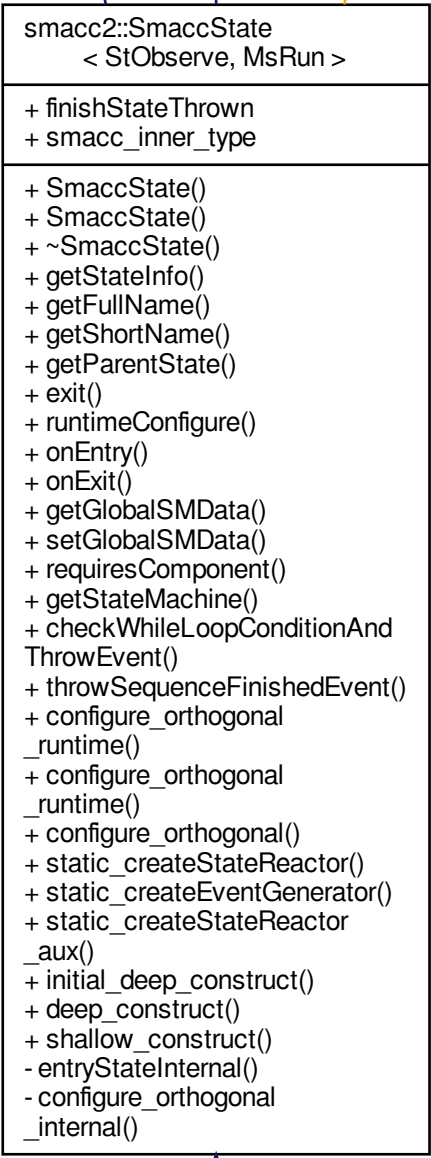 smacc2::SmaccState
< StObserve, MsRun >
+ finishStateThrown
+ smacc_inner_type
+ SmaccState()
+ SmaccState()
+ ~SmaccState()
+ getStateInfo()
+ getFullName()
+ getShortName()
+ getParentState()
+ exit()
+ runtimeConfigure()
+ onEntry()
+ onExit()
+ getGlobalSMData()
+ setGlobalSMData()
+ requiresComponent()
+ getStateMachine()
+ checkWhileLoopConditionAnd
ThrowEvent()
+ throwSequenceFinishedEvent()
+ configure_orthogonal
_runtime()
+ configure_orthogonal
_runtime()
+ configure_orthogonal()
+ static_createStateReactor()
+ static_createEventGenerator()
+ static_createStateReactor
_aux()
+ initial_deep_construct()
+ deep_construct()
+ shallow_construct()
- entryStateInternal()
- configure_orthogonal
_internal()